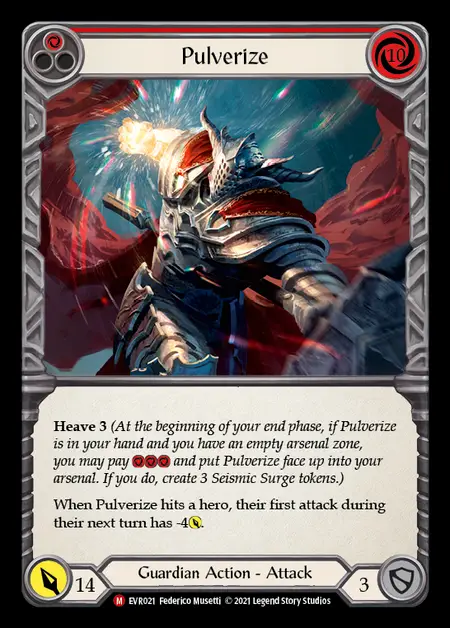 Pulverize
10
Heave 3 (At the beginning of your end phase, if Pulverize
is in your hand and you have an empty arsenal zone,
you may pay and put Pulverize face up into your
arsenal. If you do, create 3 Seismic Surge tokens.)
When Pulverize hits a hero, their first attack during
their next turn has -4.
14
Guardian Action - Attack
3
M EVR021 Federico Musetti © 2021 Legend Story Studios